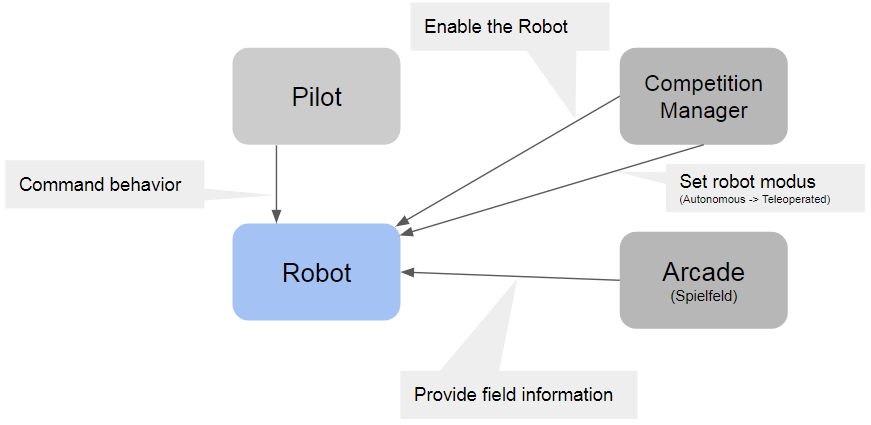 Enable the Robot
Pilot
Competition
Manager
Command behavior
Set robot modus
(Autonomous -> Teleoperated)
Robot
Arcade
(Spielfeld)
Provide field information